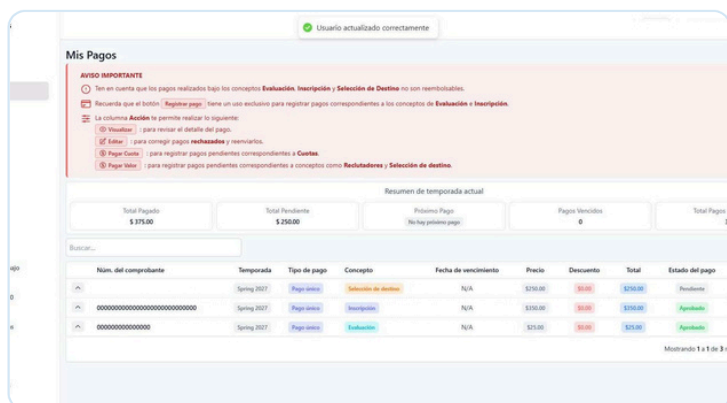 Usuario actualizado correctamente
Mis Pagos
AVISO IMPORTANTE
Ten en cuenta que los pagos realizados bajo los conceptos Evaluación, Inscripción y Selección de Destino no son reembolsables.
Recuerda que el botón Registrar pago tiene un uso exclusivo para registrar pagos correspondientes a los conceptos de Evaluación e Inscripción.
La columna Acción te permite realizar lo siguiente:
Visualizar : para revisar el detalle del pago.
Editar : para corregir pagos rechazados y reenviarlos.
Pagar Cuota : para registrar pagos pendientes correspondientes a Cuotas.
Pagar Valor : para registrar pagos pendientes correspondientes a conceptos como Reclutadores y Selección de destino.
Resumen de temporada actual
Total Pagado Total Pendiente Próximo Pago Pagos Vencidos Total Pagos
$ 375.00 $ 250.00 No hay próximo pago 0
Buscar...
Núm. del comprobante Temporada Tipo de pago Concepto Fecha de vencimiento Precio Descuento Total Estado del pago
Spring 2027 Pago único Selección de destino N/A $250.00 $0.00 $250.00 Pendiente
Spring 2027 Pago único Inscripción N/A $350.00 $0.00 $350.00 Aprobado
Spring 2027 Pago único Evaluación N/A $25.00 $0.00 $25.00 Aprobado
Mostrando 1 a 1 de 3